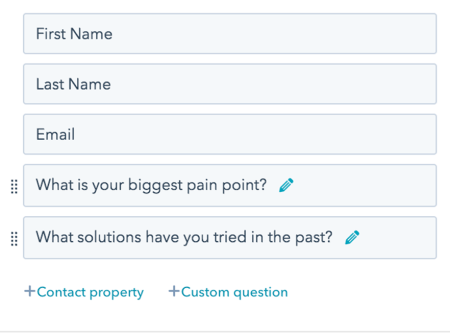 First Name
Last Name
Email
What is your biggest pain point?
What solutions have you tried in the past?
+Contact property +Custom question